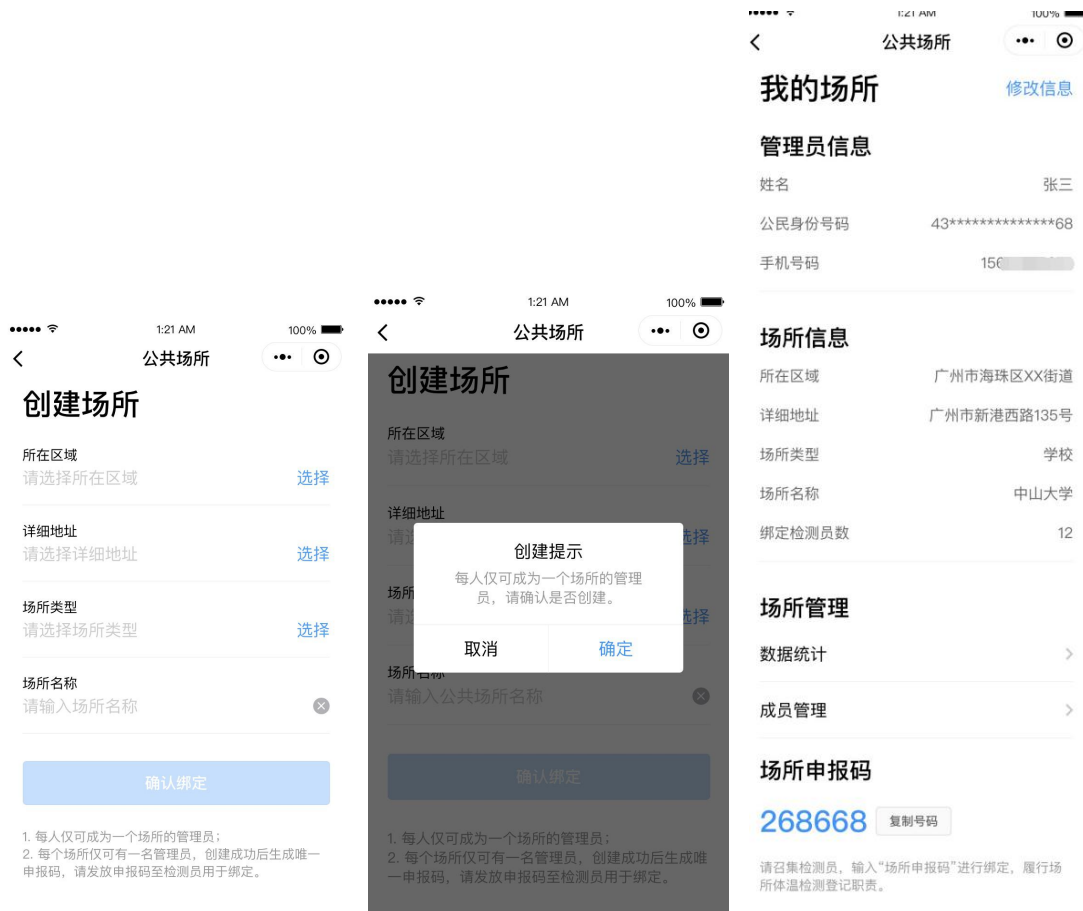 1:21 AM
100%
公共场所
创建场所
所在区域
请选择所在区域
选择
详细地址
请选择详细地址
选择
场所类型
请选择场所类型
选择
场所名称
请输入场所名称
确认绑定
1. 每人仅可成为一个场所的管理员；
2. 每个场所仅可有一名管理员，创建成功后生成唯一
申报码，请发放申报码至检测员用于绑定。
1:21 AM
100%
公共场所
创建场所
所在区域
请选择所在区域
选择
详细地址
请选
选择
创建提示
每人仅可成为一个场所的管理
员，请确认是否创建。
取消
确定
场所
请选
选择
场所名称
请输入公共场所名称
确认绑定
1. 每人仅可成为一个场所的管理员；
2. 每个场所仅可有一名管理员，创建成功后生成唯
一申报码，请发放申报码至检测员用于绑定。
1:21 AM
100%
公共场所
我的场所
修改信息
管理员信息
姓名
张三
公民身份号码
43**************68
手机号码
156
场所信息
所在区域
广州市海珠区XX街道
详细地址
广州市新港西路135号
场所类型
学校
场所名称
中山大学
绑定检测员数
12
场所管理
数据统计
成员管理
场所申报码
268668
复制号码
请召集检测员，输入“场所申报码”进行绑定，履行场
所体温检测登记职责。